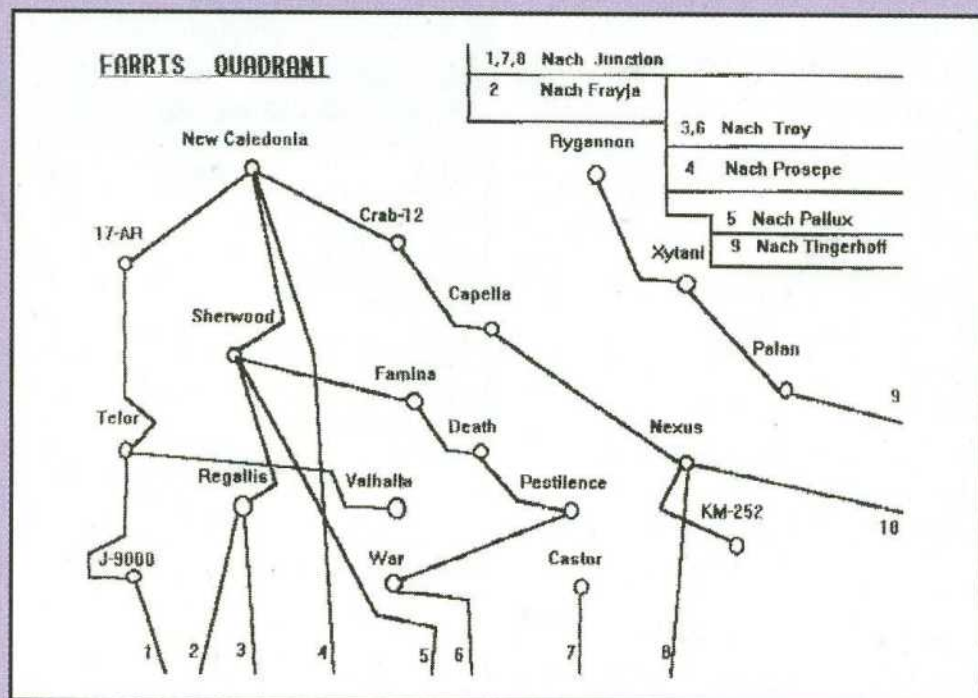 FARRIS QUADRANT
1,7,8 Nach Junction
2 Nach Frayja
3,6 Nach Troy
4 Nach Prosepe
5 Nach Pallux
9 Nach Tingerhoff
New Caledonia
Rygannon
Crab-12
17-AR
Xytani
Capella
Sherwood
Palan
Famina
9
Telor
Death
Nexus
Regallis
Valhalla
Pestilence
KM-252
10
J-9000
War
Castor
1
2
3
4
5
6
7
8